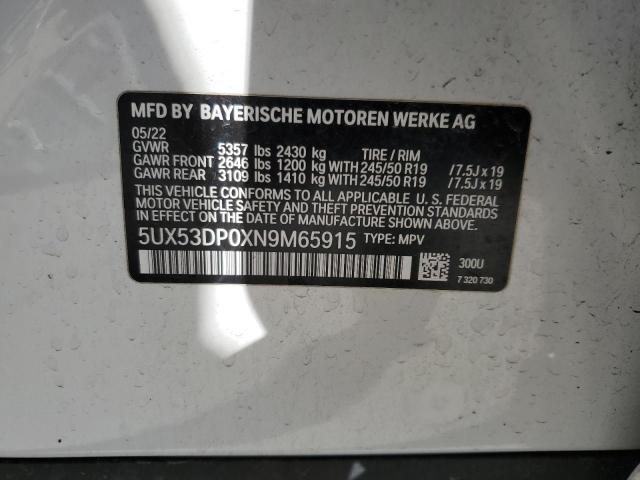 MFD BY BAYERISCHE MOTOREN WERKE AG
05/22
GVWR 5357 lbs 2430 kg TIRE / RIM
GAWR FRONT 2646 lbs 1200 kg WITH 245/50 R19 /7.5J x 19
GAWR REAR 3109 lbs 1410 kg WITH 245/50 R19 /7.5J x 19
THIS VEHICLE CONFORMS TO ALL APPLICABLE U. S. FEDERAL
MOTOR VEHICLE SAFETY AND THEFT PREVENTION STANDARDS
IN EFFECT ON THE DATE OF MANUFACTURE SHOWN ABOVE.
5UX53DP0XN9M65915 TYPE: MPV
300U
7 320 730